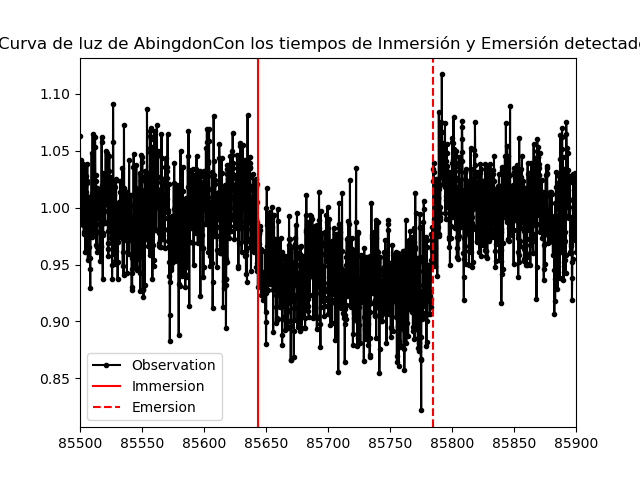 Curva de luz de AbingdonCon los tiempos de Inmersión y Emersión detectad
1.10
1.05
1.00
0.95
0.90
0.85
Observation
Immersion
Emersion
85500 85550 85600 85650 85700 85750 85800 85850 85900